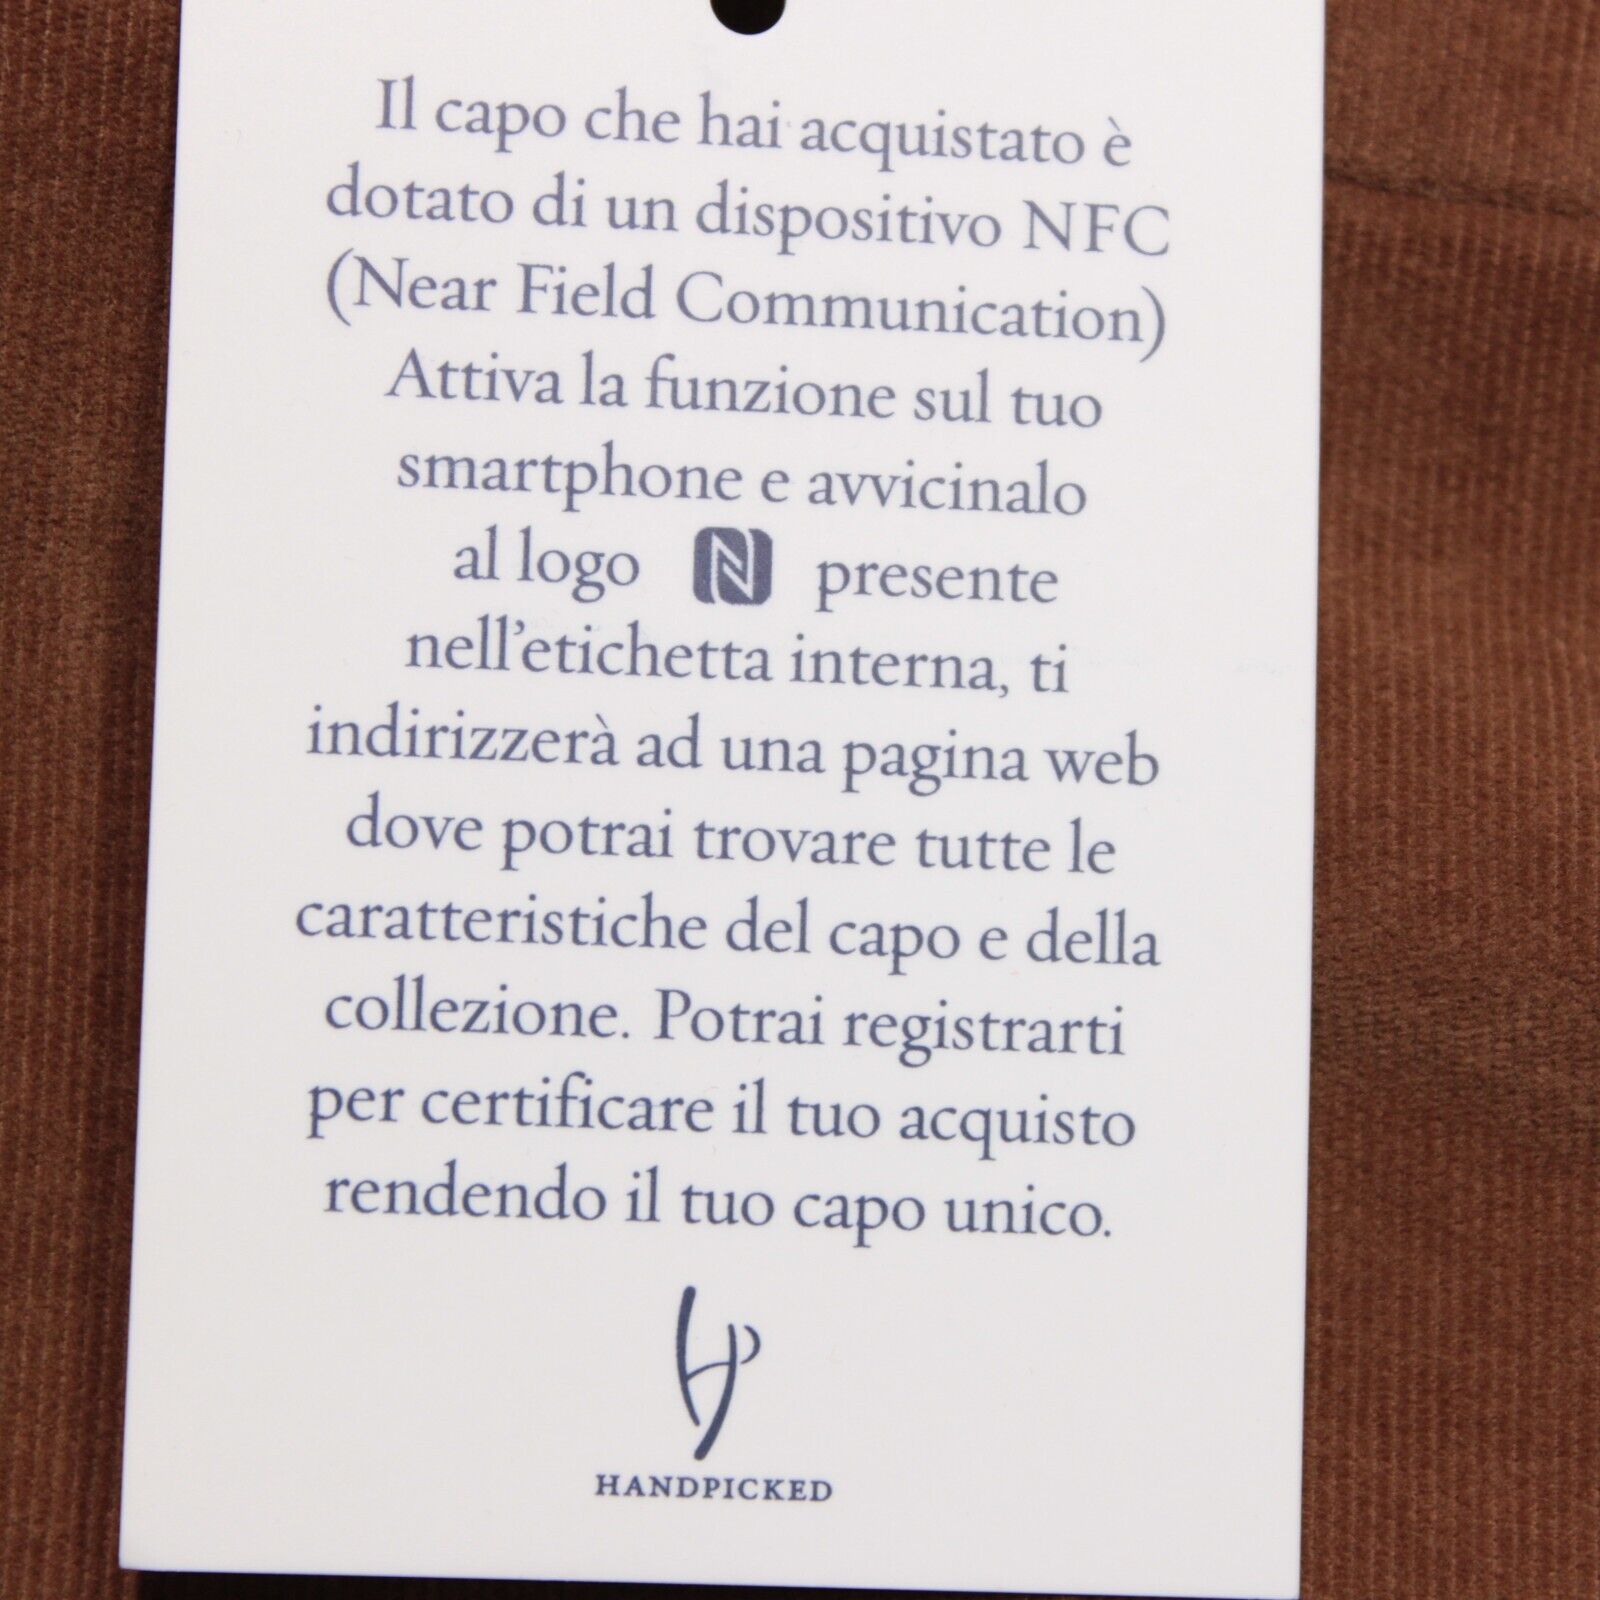 Il capo che hai acquistato è
dotato di un dispositivo NFC
(Near Field Communication)
Attiva la funzione sul tuo
smartphone e avvicinalo
al logo N presente
nell'etichetta interna, ti
indirizzerà ad una pagina web
dove potrai trovare tutte le
caratteristiche del capo e della
collezione. Potrai registrarti
per certificare il tuo acquisto
rendendo il tuo capo unico.
HP
HANDPICKED